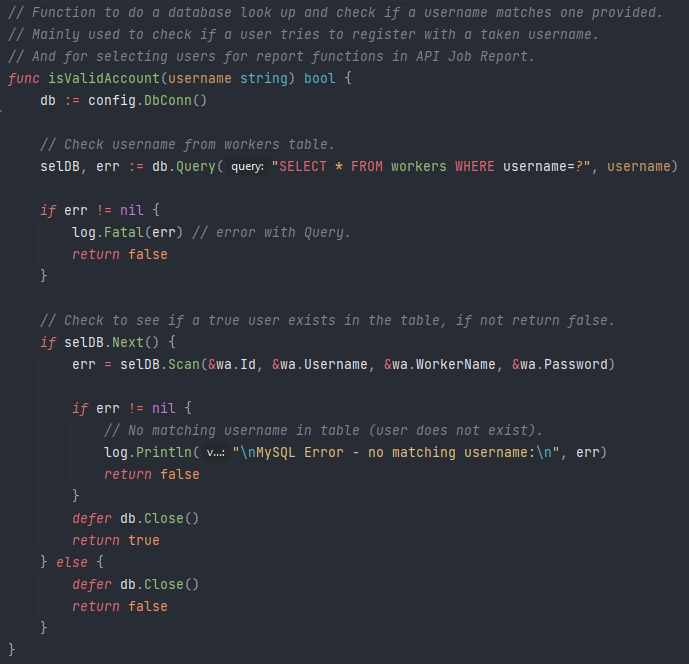 // Function to do a database look up and check if a username matches one provided.
// Mainly used to check if a user tries to register with a taken username.
// And for selecting users for report functions in API Job Report.
func isValidAccount(username string) bool {
    db := config.DbConn()

    // Check username from workers table.
    selDB, err := db.Query( query: "SELECT * FROM workers WHERE username=?", username)

    if err != nil {
        log.Fatal(err) // error with Query.
        return false
    }

    // Check to see if a true user exists in the table, if not return false.
    if selDB.Next() {
        err = selDB.Scan(&wa.Id, &wa.Username, &wa.WorkerName, &wa.Password)

        if err != nil {
            // No matching username in table (user does not exist).
            log.Println( v...: "\nMySQL Error - no matching username:\n", err)
            return false
        }
        defer db.Close()
        return true
    } else {
        defer db.Close()
        return false
    }
}